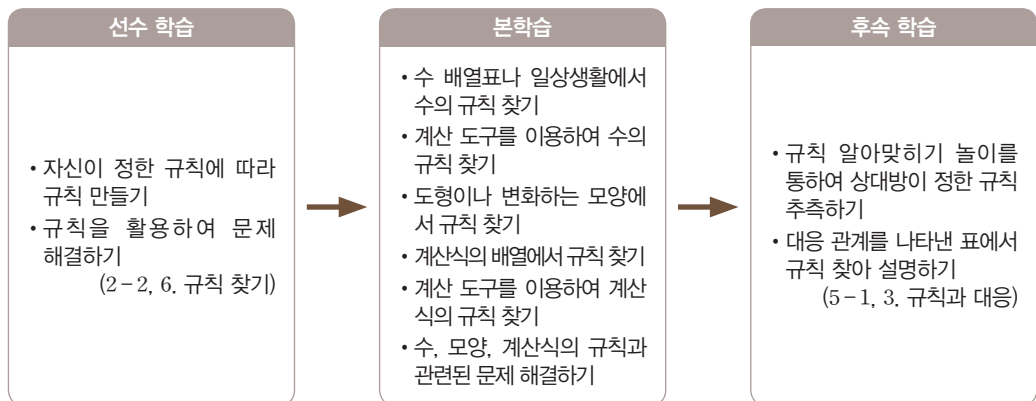 선수 학습
• 자신이 정한 규칙에 따라
규칙 만들기
• 규칙을 활용하여 문제
해결하기
(2-2, 6. 규칙 찾기)
본학습
• 수 배열표나 일상생활에서
수의 규칙 찾기
• 계산 도구를 이용하여 수의
규칙 찾기
• 도형이나 변화하는 모양에
서 규칙 찾기
• 계산식의 배열에서 규칙 찾기
• 계산 도구를 이용하여 계산
식의 규칙 찾기
• 수, 모양, 계산식의 규칙과
관련된 문제 해결하기
후속 학습
• 규칙 알아맞히기 놀이를
통하여 상대방이 정한 규칙
추측하기
• 대응 관계를 나타낸 표에서
규칙 찾아 설명하기
(5-1, 3. 규칙과 대응)